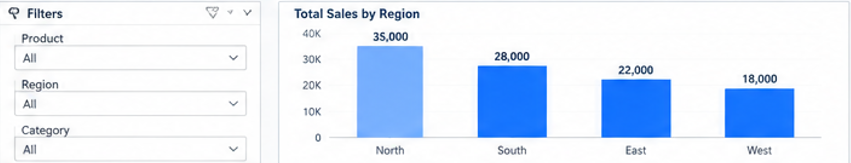 Filters
Product
All
Region
All
Category
All
Total Sales by Region
40K
30K
20K
10K
0
35,000
28,000
22,000
18,000
North
South
East
West